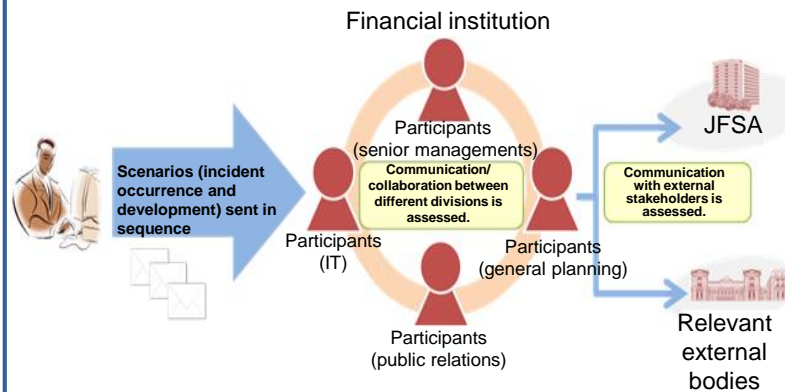 Financial institution
Participants
(senior managements)
JFSA
Scenarios (incident
occurrence and
development) sent in
sequence
Communication/
collaboration between
different divisions is
assessed.
Communication
with external
stakeholders is
assessed.
Participants
(IT)
Participants
(general planning)
Participants
(public relations)
Relevant
external
bodies